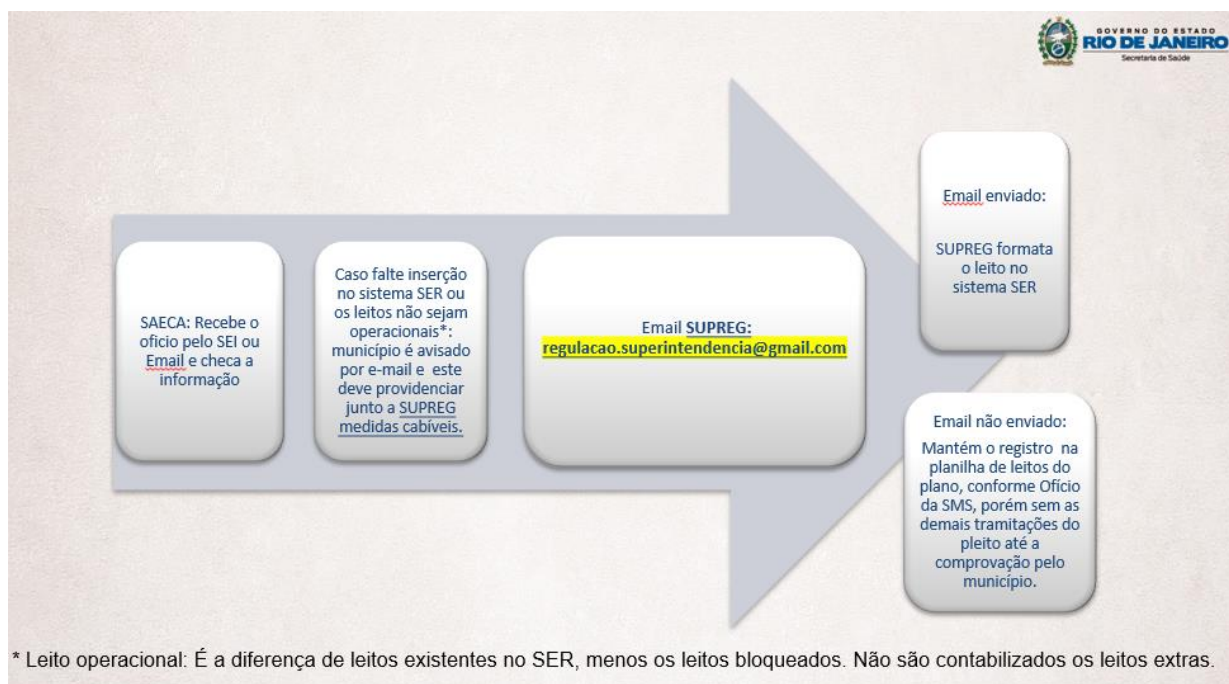 GOVERNO DO ESTADO
RIO DE JANEIRO
Secretaria de Saúde
SAECA: Recebe o
oficio pelo SEI ou
Email e checa a
informação
Caso falte inserção
no sistema SER ou
os leitos não sejam
operacionais*:
município é avisado
por e-mail e este
deve providenciar
junto a SUPREG
medidas cabíveis.
Email SUPREG:
regulacao.superintendencia@gmail.com
Email enviado:
SUPREG formata
o leito no
sistema SER
Email não enviado:
Mantém o registro na
planilha de leitos do
plano, conforme Ofício
da SMS, porém sem as
demais tramitações do
pleito até a
comprovação pelo
município.
* Leito operacional: É a diferença de leitos existentes no SER, menos os leitos bloqueados. Não são contabilizados os leitos extras.